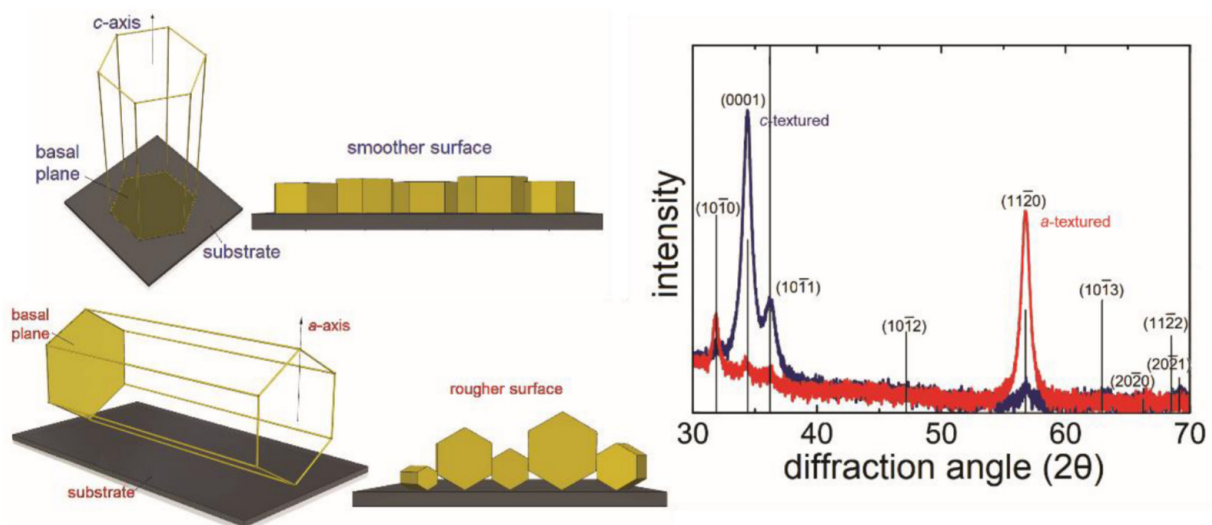 c-axis
basal
plane
substrate
smoother surface
basal
plane
a-axis
substrate
rougher surface
intensity
(0001)
c-textured
(101̅0)
(101̅1)
(101̅2)
(112̅0)
a-textured
(101̅3)
(112̅2)
(202̅1)
(202̅0)
30 40 50 60 70
diffraction angle (2θ)